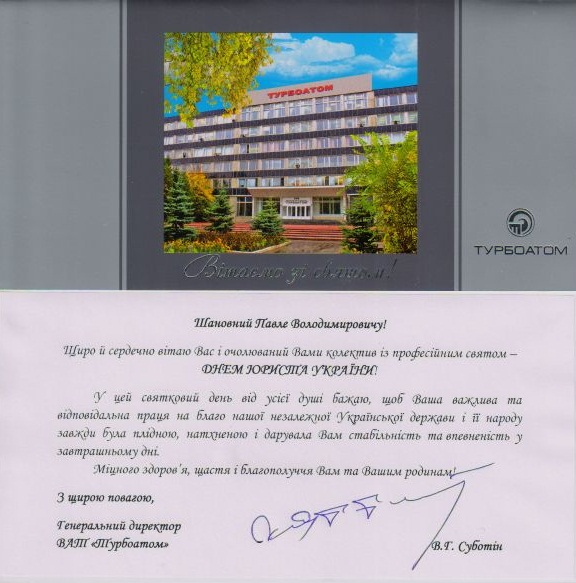 ТУРБОАТОМ
ТУРБОАТОМ
Вітаємо зі святом!
Шановний Павле Володимировичу!
Щиро й сердечно вітаю Вас і очолюваний Вами колектив із професійним святом –
ДНЕМ ЮРИСТА УКРАЇНИ!
У цей святковий день від усієї душі бажаю, щоб Ваша важлива та
відповідальна праця на благо нашої незалежної Української держави і її народу
завжди була плідною, натхненою і дарувала Вам стабільність та впевненість у
завтрашньому дні.
Міцного здоров'я, щастя і благополуччя Вам та Вашим родинам!
З щирою повагою,
Генеральний директор
ВАТ «Турбоатом»
В.Г. Суботін